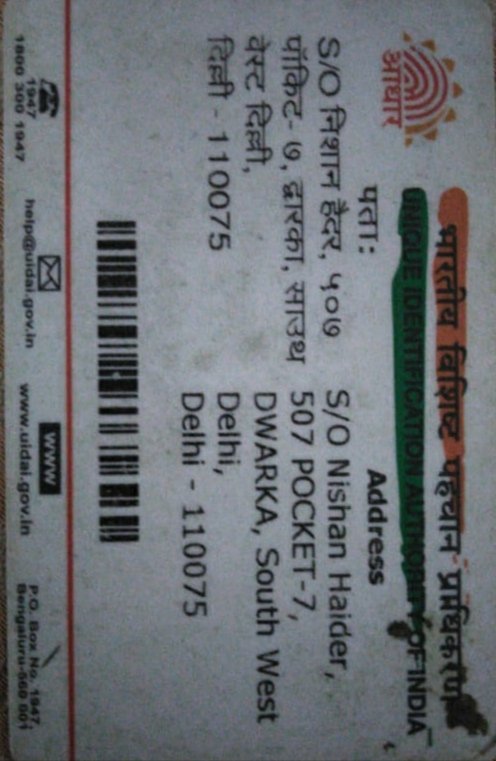 भारतीय विशिष्ट पहचान प्राधिकरण
UNIQUE IDENTIFICATION AUTHORITY OF INDIA
आधार
पता:
S/O निशान हैदर, ५०७
पॉकेट- ७, द्वारका, साउथ
वेस्ट दिल्ली,
दिल्ली - 110075
Address
S/O Nishan Haider,
507 POCKET-7,
DWARKA, South West
Delhi,
Delhi - 110075
1947
1800 300 1947
help@uidai.gov.in
www
www.uidai.gov.in
P.O. Box No. 1947,
Bengaluru-560 001